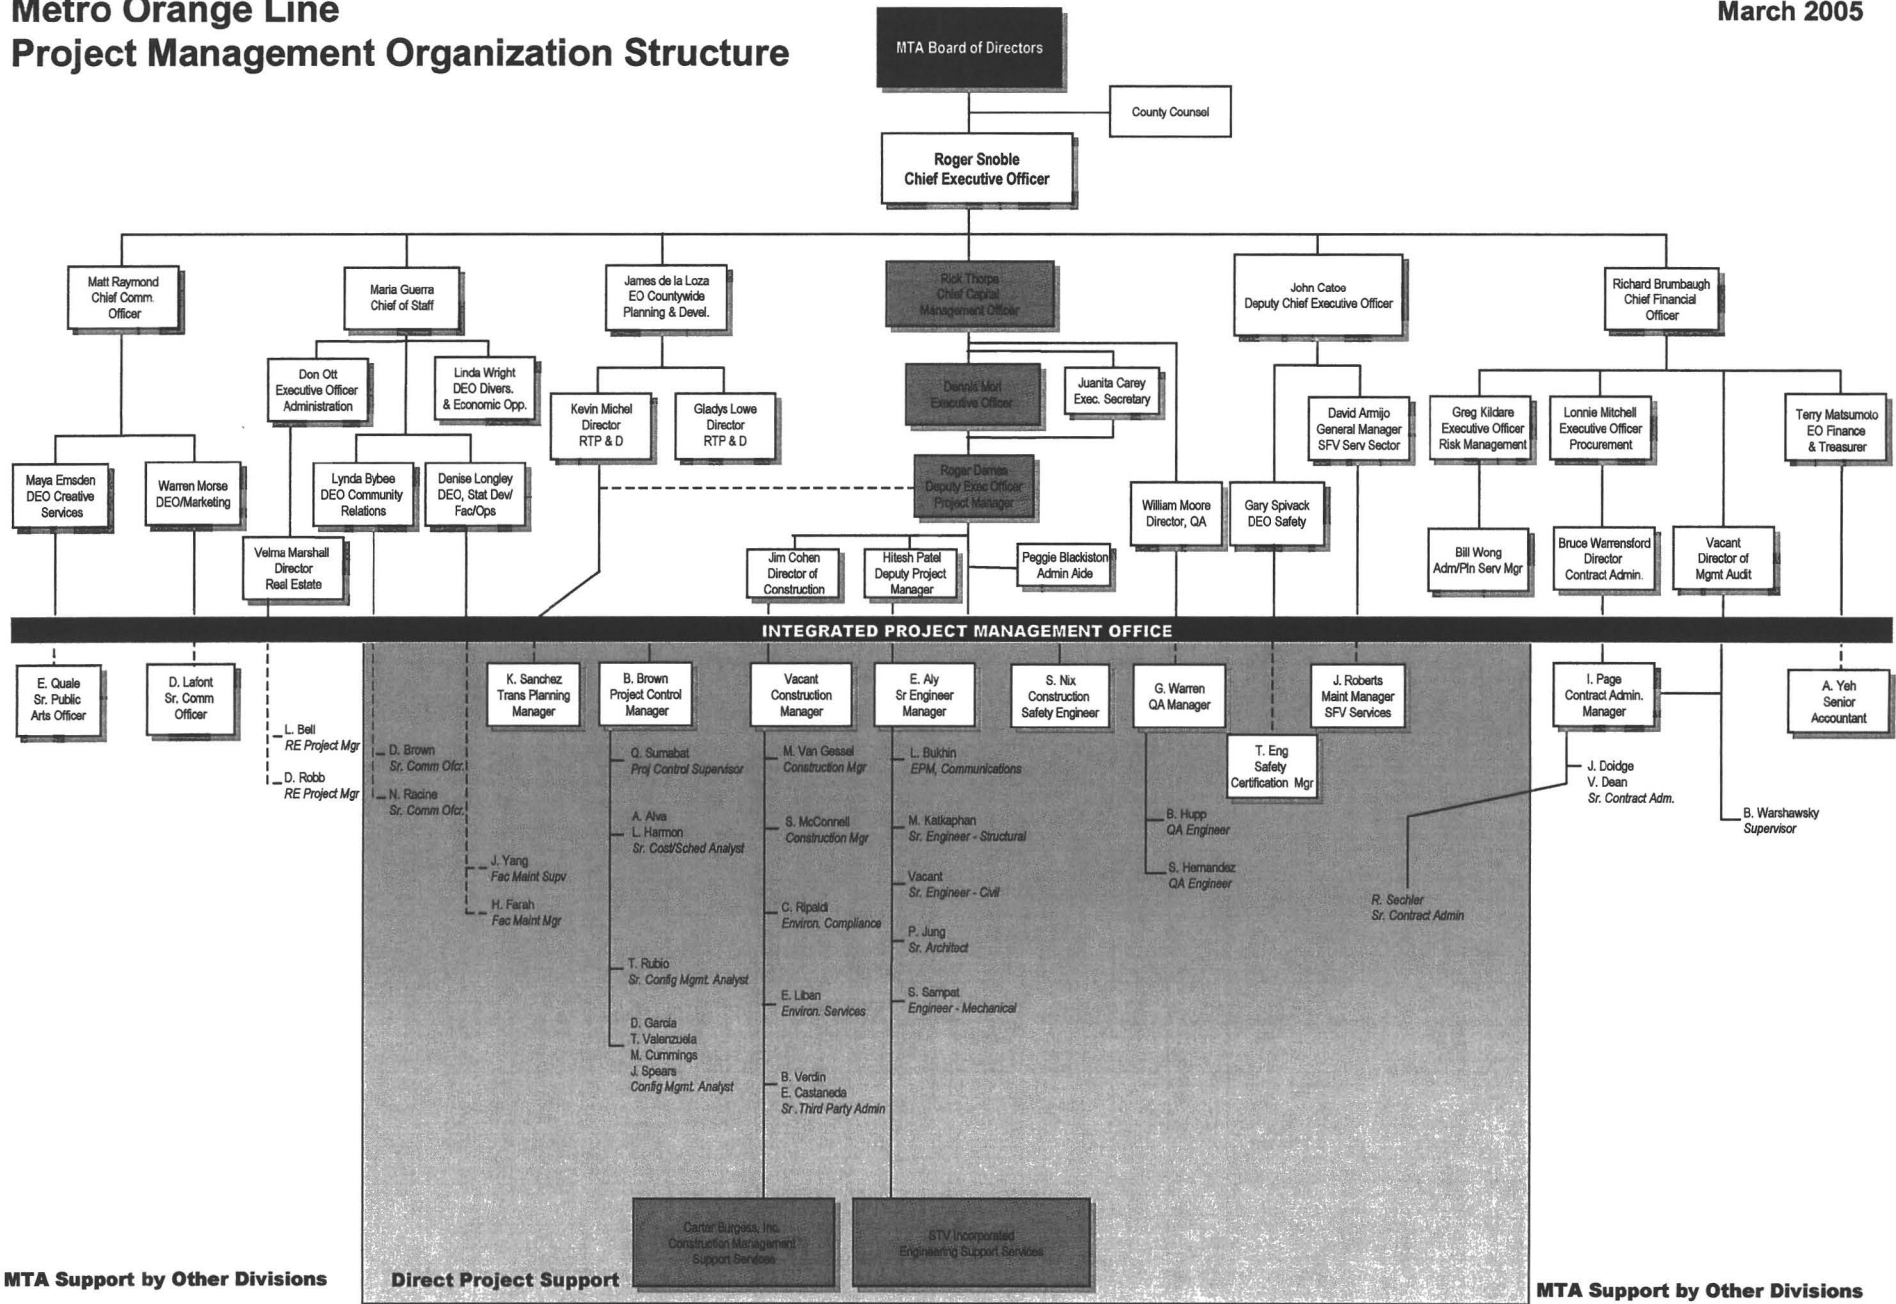 Metro Orange Line
Project Management Organization Structure
March 2005
MTA Board of Directors
County Counsel
Roger Snoble
Chief Executive Officer
Matt Raymond
Chief Comm.
Officer
Maria Guerra
Chief of Staff
James de la Loza
EO Countywide
Planning & Devel.
Rick Thorpe
Chief Capital
Management Officer
John Catoe
Deputy Chief Executive Officer
Richard Brumbaugh
Chief Financial
Officer
Don Ott
Executive Officer
Administration
Linda Wright
DEO Divers.
& Economic Opp.
Kevin Michel
Director
RTP & D
Gladys Lowe
Director
RTP & D
Dennis Mori
Executive Officer
Juanita Carey
Exec. Secretary
David Armijo
General Manager
SFV Serv Sector
Greg Kildare
Executive Officer
Risk Management
Lonnie Mitchell
Executive Officer
Procurement
Terry Matsumoto
EO Finance
& Treasurer
Maya Emsden
DEO Creative
Services
Warren Morse
DEO/Marketing
Lynda Bybee
DEO Community
Relations
Denise Longley
DEO, Stat Dev/
Fac/Ops
Roger Dames
Deputy Exec Officer
Project Manager
William Moore
Director, QA
Gary Spivack
DEO Safety
Velma Marshall
Director
Real Estate
Jim Cohen
Director of
Construction
Hitesh Patel
Deputy Project
Manager
Peggie Blackiston
Admin Aide
Bill Wong
Adm/Pln Serv Mgr
Bruce Warrensford
Director
Contract Admin.
Vacant
Director of
Mgmt Audit
INTEGRATED PROJECT MANAGEMENT OFFICE
E. Quale
Sr. Public
Arts Officer
D. Lafont
Sr. Comm
Officer
L. Bell
RE Project Mgr
D. Robb
RE Project Mgr
D. Brown
Sr. Comm Ofcr.
N. Racine
Sr. Comm Ofcr.
J. Yang
Fac Maint Supv
H. Farah
Fac Maint Mgr
K. Sanchez
Trans Planning
Manager
B. Brown
Project Control
Manager
Q. Sumabat
Proj Control Supervisor
A. Alva
L. Harmon
Sr. Cost/Sched Analyst
T. Rubio
Sr. Config Mgmt. Analyst
D. Garcia
T. Valenzuela
M. Cummings
J. Spears
Config Mgmt. Analyst
Vacant
Construction
Manager
M. Van Gessel
Construction Mgr
S. McConnell
Construction Mgr
C. Ripaldi
Environ. Compliance
E. Liban
Environ. Services
B. Verdin
E. Castaneda
Sr. Third Party Admin
E. Aly
Sr Engineer
Manager
L. Bukhin
EPM, Communications
M. Katkaphan
Sr. Engineer - Structural
Vacant
Sr. Engineer - Civil
P. Jung
Sr. Architect
S. Sampat
Engineer - Mechanical
S. Nix
Construction
Safety Engineer
G. Warren
QA Manager
B. Hupp
QA Engineer
S. Hernandez
QA Engineer
T. Eng
Safety
Certification Mgr
J. Roberts
Maint Manager
SFV Services
I. Page
Contract Admin.
Manager
J. Doidge
V. Dean
Sr. Contract Adm.
R. Sechler
Sr. Contract Admin
B. Warshawsky
Supervisor
A. Yeh
Senior
Accountant
Carter Burgess, Inc.
Construction Management
Support Services
STV Incorporated
Engineering Support Services
MTA Support by Other Divisions
Direct Project Support
MTA Support by Other Divisions